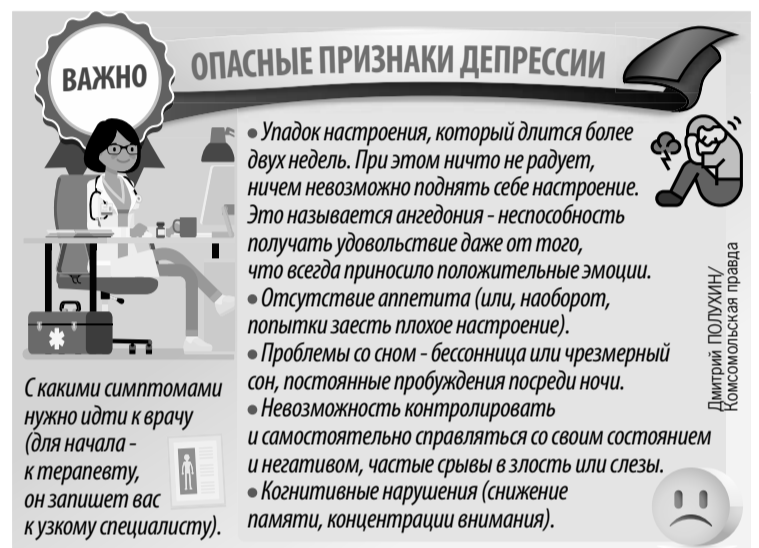 ВАЖНО
ОПАСНЫЕ ПРИЗНАКИ ДЕПРЕССИИ
• Упадок настроения, который длится более
двух недель. При этом ничто не радует,
ничем невозможно поднять себе настроение.
Это называется ангедония - неспособность
получать удовольствие даже от того,
что всегда приносило положительные эмоции.
• Отсутствие аппетита (или, наоборот,
попытки заесть плохое настроение).
• Проблемы со сном - бессонница или чрезмерный
сон, постоянные пробуждения посреди ночи.
• Невозможность контролировать
и самостоятельно справляться со своим состоянием
и негативом, частые срывы в злость или слезы.
• Когнитивные нарушения (снижение
памяти, концентрации внимания).
С какими симптомами
нужно идти к врачу
(для начала -
к терапевту,
он запишет вас
к узкому специалисту).
Дмитрий ПОЛУХИН/
Комсомольская правда